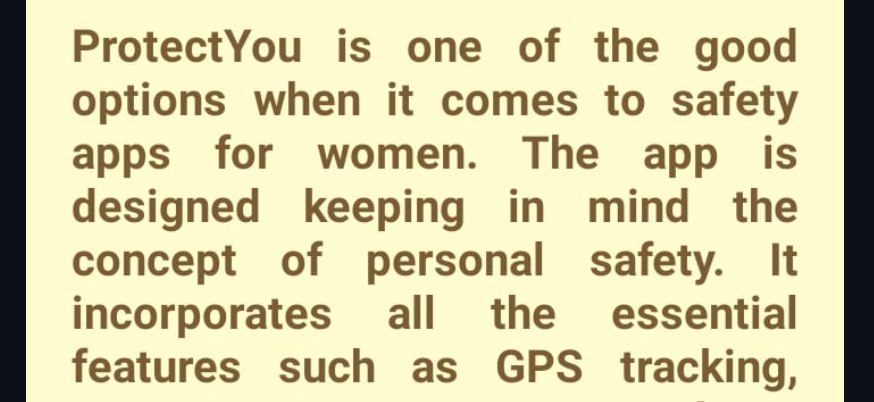 ProtectYou is one of the good
options when it comes to safety
apps for women. The app is
designed keeping in mind the
concept of personal safety. It
incorporates all the essential
features such as GPS tracking,